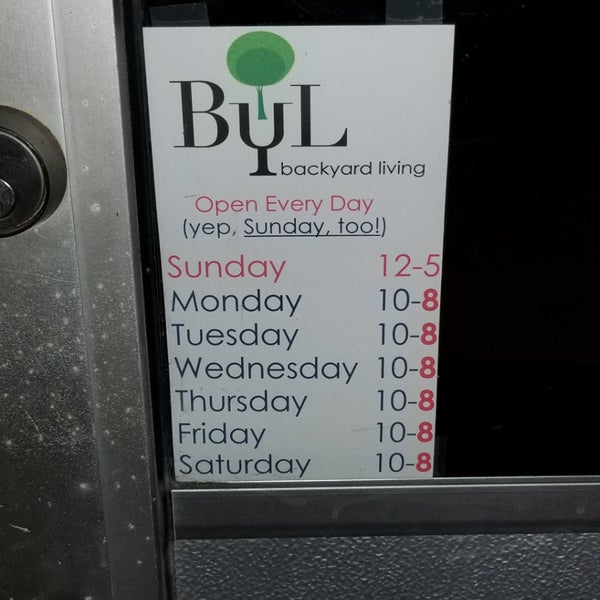 ByL
backyard living
Open Every Day
(yep, Sunday, too!)
Sunday 12-5
Monday 10-8
Tuesday 10-8
Wednesday 10-8
Thursday 10-8
Friday 10-8
Saturday 10-8